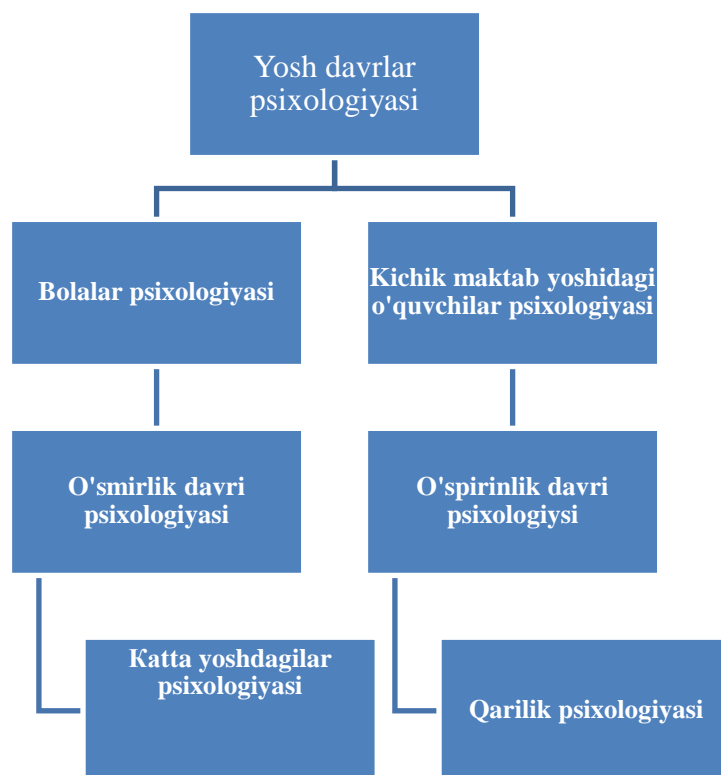 Yosh davrlar
psixologiyasi
Bolalar psixologiyasi
Kichik maktab yoshidagi
o'quvchilar psixologiyasi
O'smirlik davri
psixologiyasi
O'spirinlik davri
psixologiysi
Katta yoshdagilar
psixologiyasi
Qarilik psixologiyasi